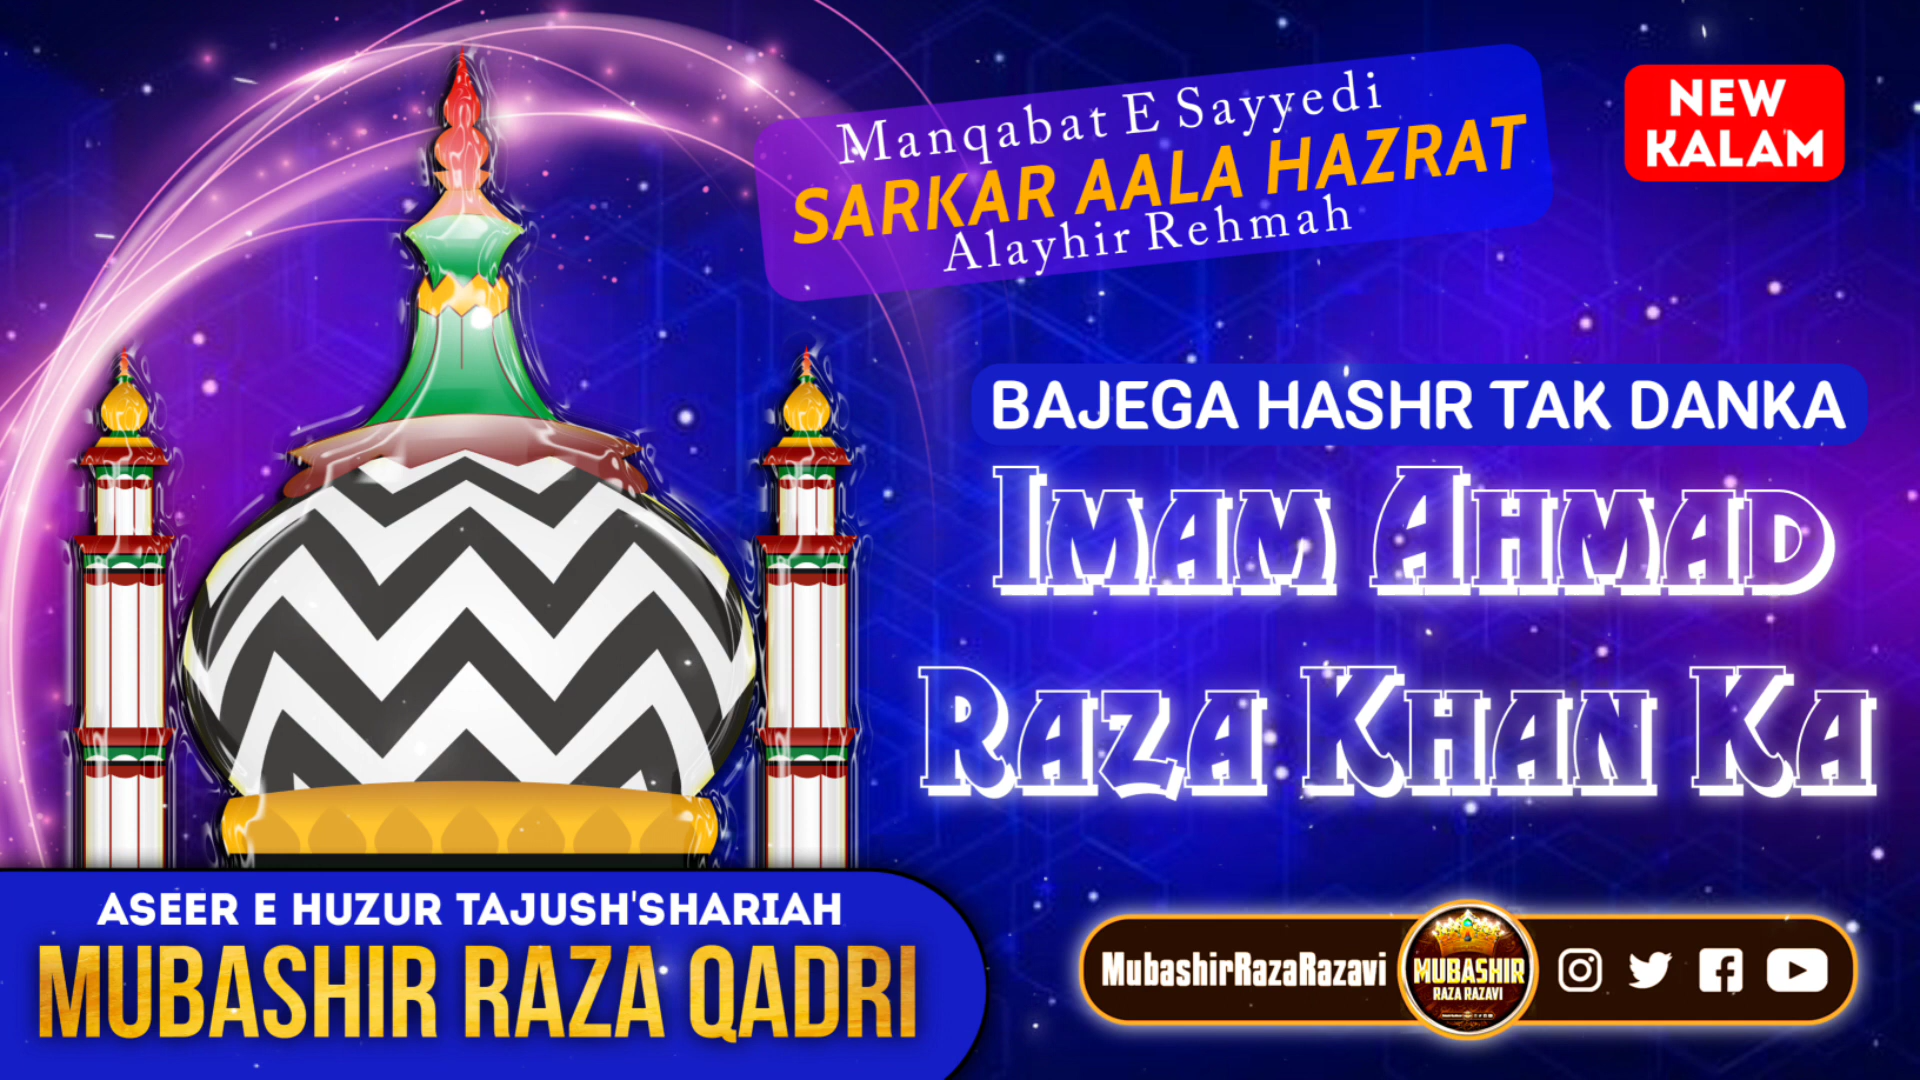 Manqabat E Sayyedi
SARKAR AALA HAZRAT
Alayhir Rehmah
NEW
KALAM
BAJEGA HASHR TAK DANKA
IMAM AHMAD
RAZA KHAN KA
ASEER E HUZUR TAJUSH'SHARIAH
MUBASHIR RAZA QADRI
MubashirRazaRazavi
MUBASHIR
RAZA RAZAVI